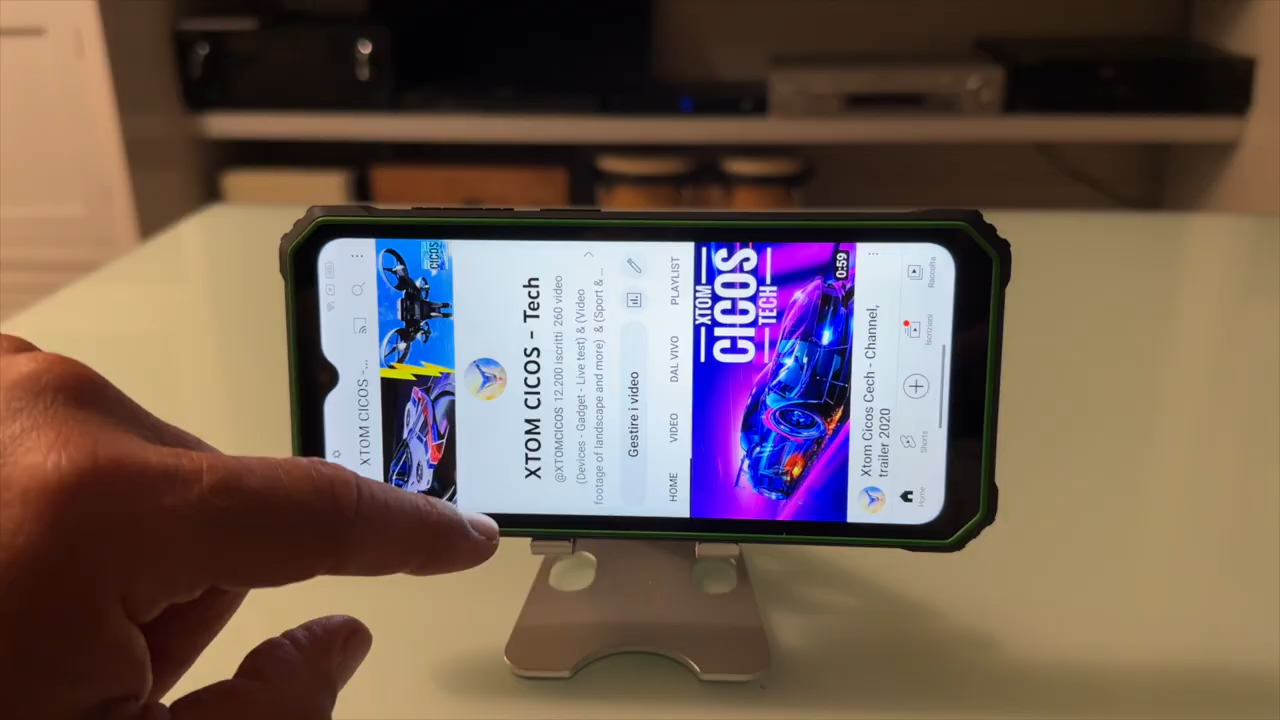 XTOM CICOS -...
CICOS
XTOM CICOS - Tech
@XTOMCICOS 12.200 iscritti 260 video
(Devices - Gadget - Live test) & (Video
footage of landscape and more) & (Sport & ...
Gestire i video
HOME VIDEO DAL VIVO PLAYLIST
XTOM
CICOS
TECH
0:59
Xtom Cicos Cech - Channel,
trailer 2020
Home Shorts Iscrizioni Raccolta